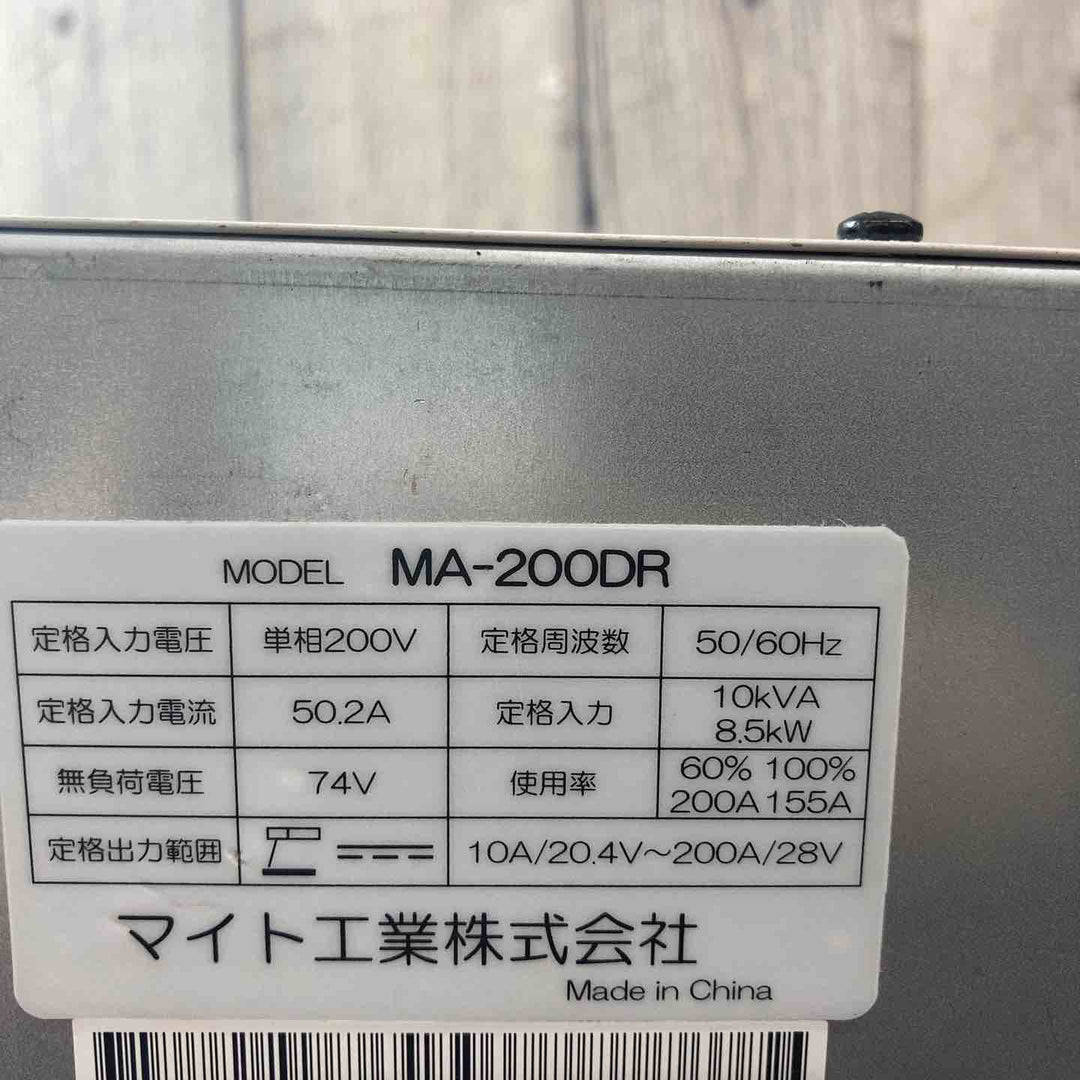 MODEL MA-200DR
定格入力電圧 単相200V 定格周波数 50/60Hz
定格入力電流 50.2A 定格入力 10kVA 8.5kW
無負荷電圧 74V 使用率 60% 100% 200A 155A
定格出力範囲 10A/20.4V~200A/28V
マイト工業株式会社
Made in China